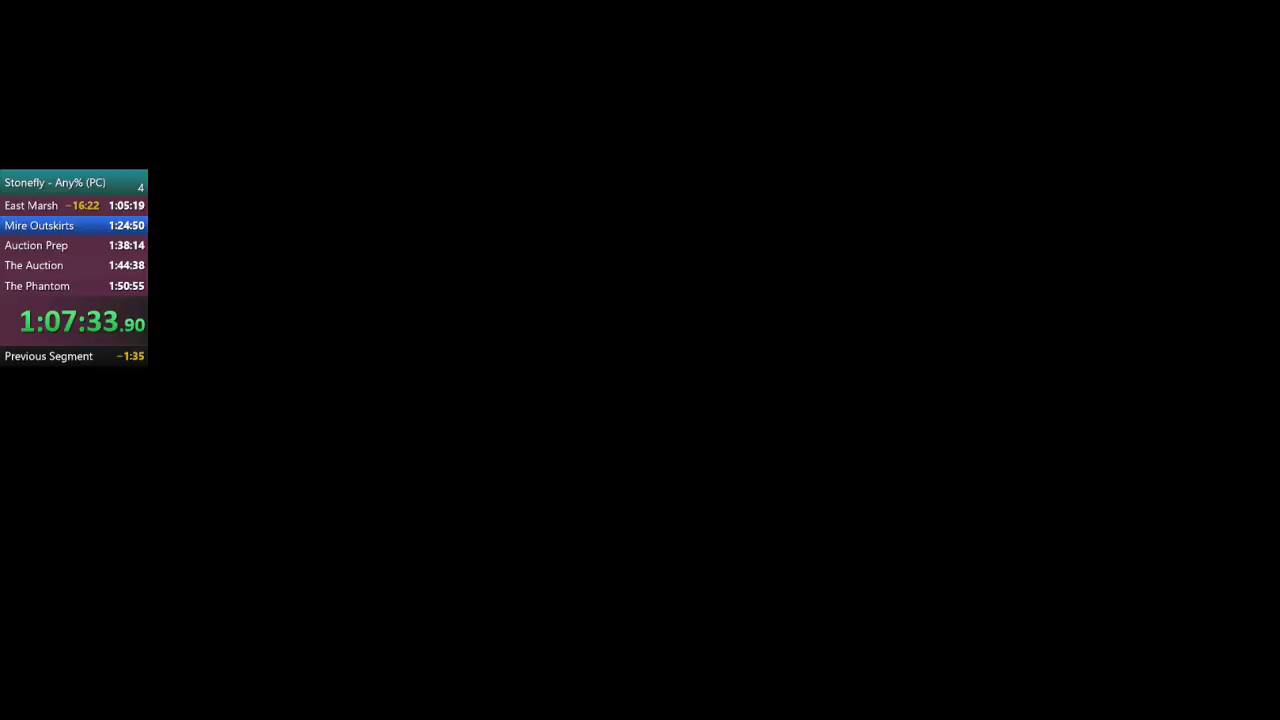 Stonefly - Any% (PC)
4
East Marsh −16:22 1:05:19
Mire Outskirts 1:24:50
Auction Prep 1:38:14
The Auction 1:44:38
The Phantom 1:50:55
1:07:33.90
Previous Segment −1:35